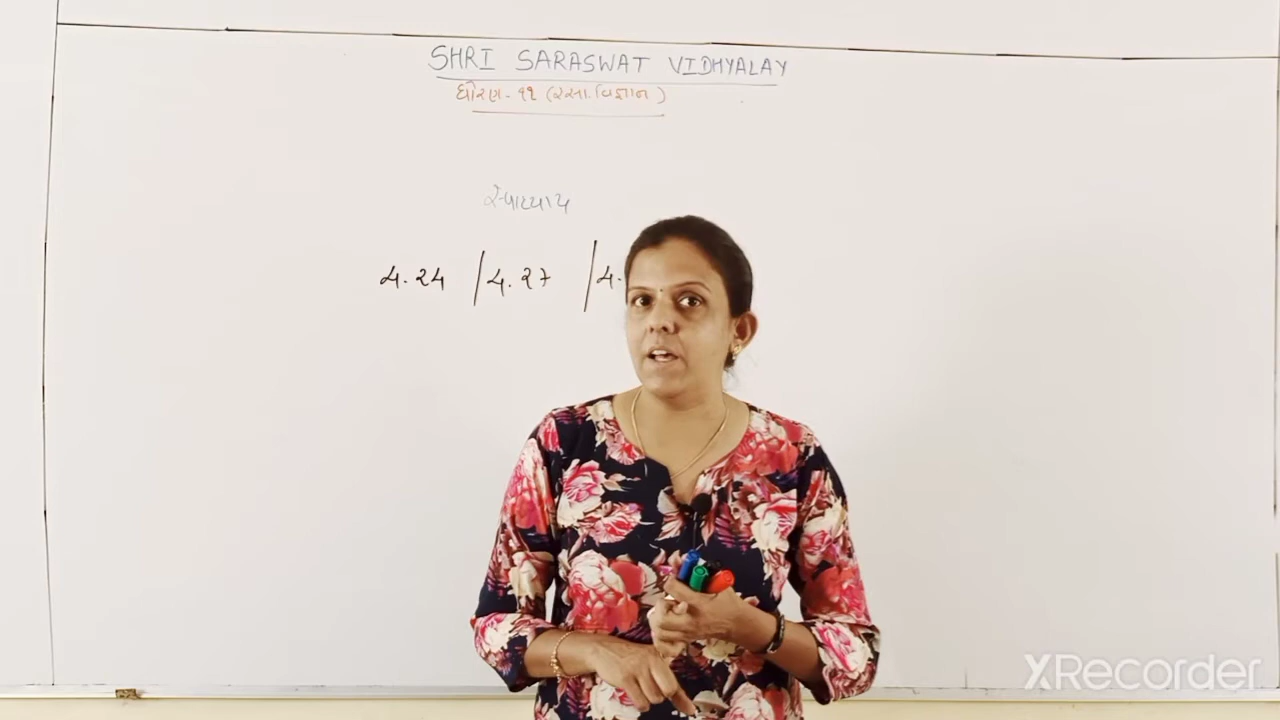 SHRI SARASWAT VIDHYALAY
ધોરણ-૧૧ (રસા.વિજ્ઞાન)
સ્વાધ્યાય
4.24 / 4.27 / 4.
XRecorder